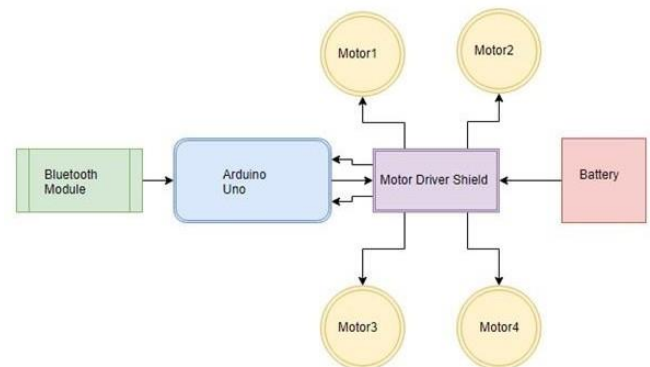 Motor1
Motor2
Bluetooth
Module
Arduino
Uno
Motor Driver Shield
Battery
Motor3
Motor4